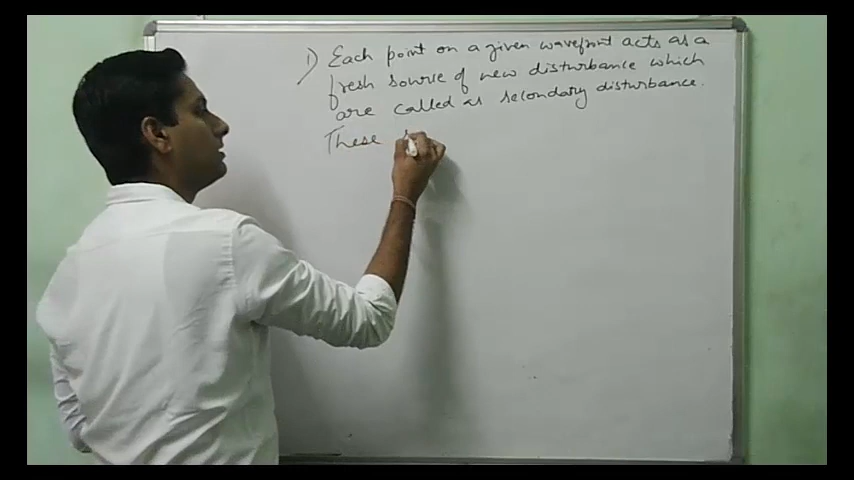 1) Each point on a given wavefront acts as a
fresh source of new disturbance which
are called as secondary disturbance.
These